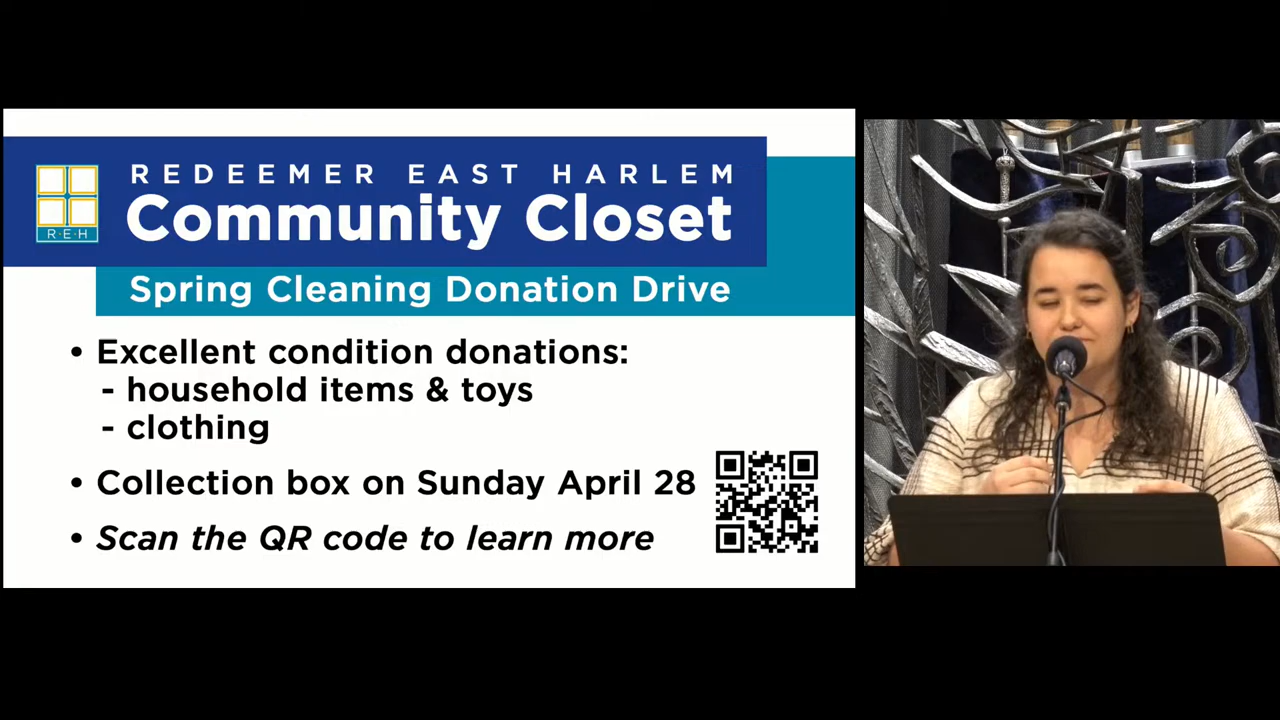 REDEEMER EAST HARLEM
Community Closet
R·E·H
Spring Cleaning Donation Drive
• Excellent condition donations:
- household items & toys
- clothing
• Collection box on Sunday April 28
• Scan the QR code to learn more